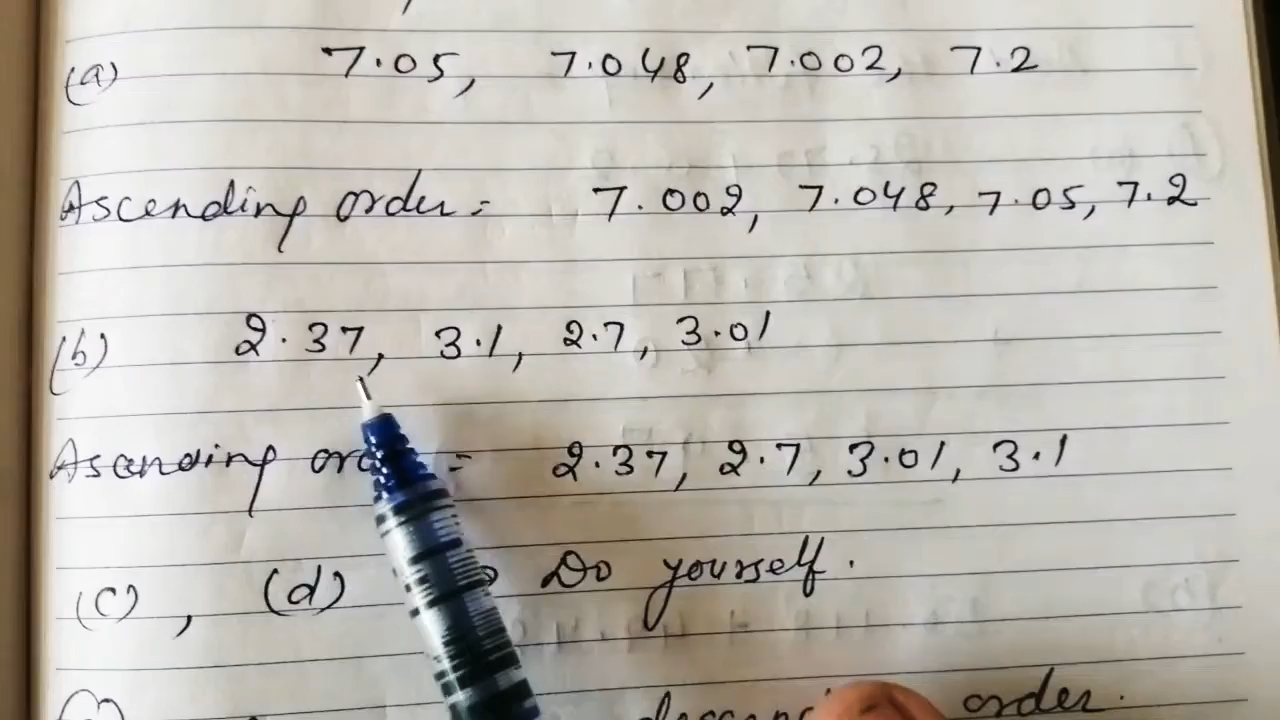 (a) 7.05, 7.048, 7.002, 7.2
Ascending order = 7.002, 7.048, 7.05, 7.2
(b) 2.37, 3.1, 2.7, 3.01
Ascending = 2.37, 2.7, 3.01, 3.1
(c), (d) Do yourself.
order.